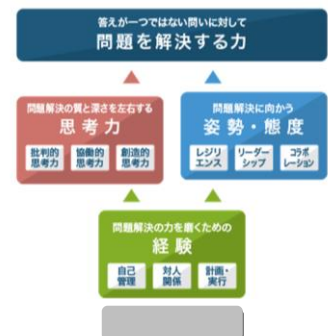 答えが一つではない問いに対して
問題を解決する力
問題解決の質と深さを左右する
思考力
批判的
思考力
協働的
思考力
創造的
思考力
問題解決に向かう
姿勢・態度
レジリ
エンス
リーダー
シップ
コラボ
レーション
問題解決の力を磨くための
経験
自己
管理
対人
関係
計画・
実行